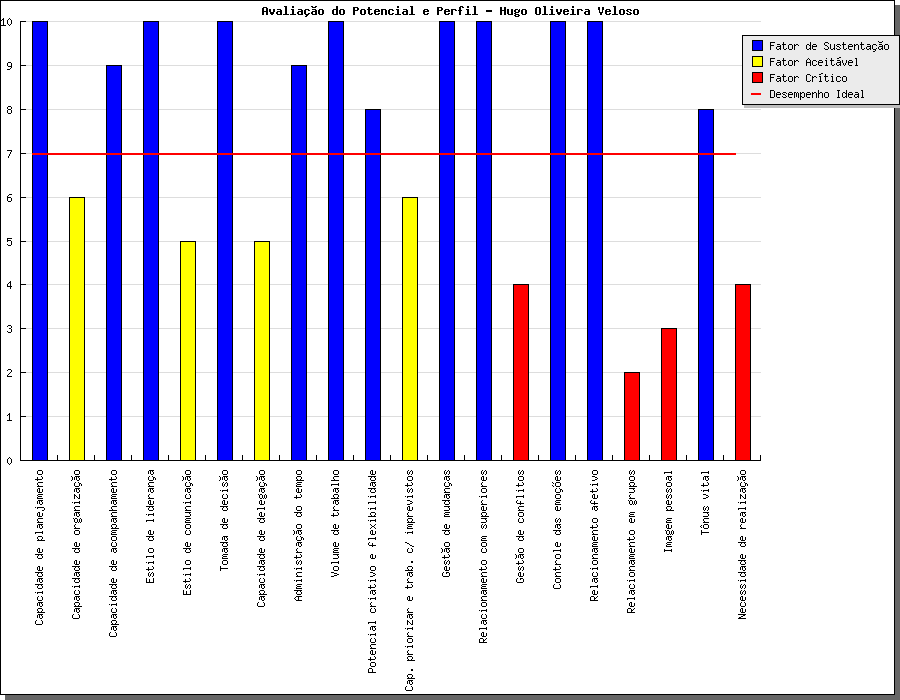 Avaliação do Potencial e Perfil - Hugo Oliveira Veloso
10
9
8
7
6
5
4
3
2
1
0
Fator de Sustentação
Fator Aceitável
Fator Crítico
Desempenho Ideal
Capacidade de planejamento
Capacidade de organização
Capacidade de acompanhamento
Estilo de liderança
Estilo de comunicação
Tomada de decisão
Capacidade de delegação
Administração do tempo
Volume de trabalho
Potencial criativo e flexibilidade
Cap. priorizar e trab. c/ imprevistos
Gestão de mudanças
Relacionamento com superiores
Gestão de conflitos
Controle das emoções
Relacionamento afetivo
Relacionamento em grupos
Imagem pessoal
Tônus vital
Necessidade de realização